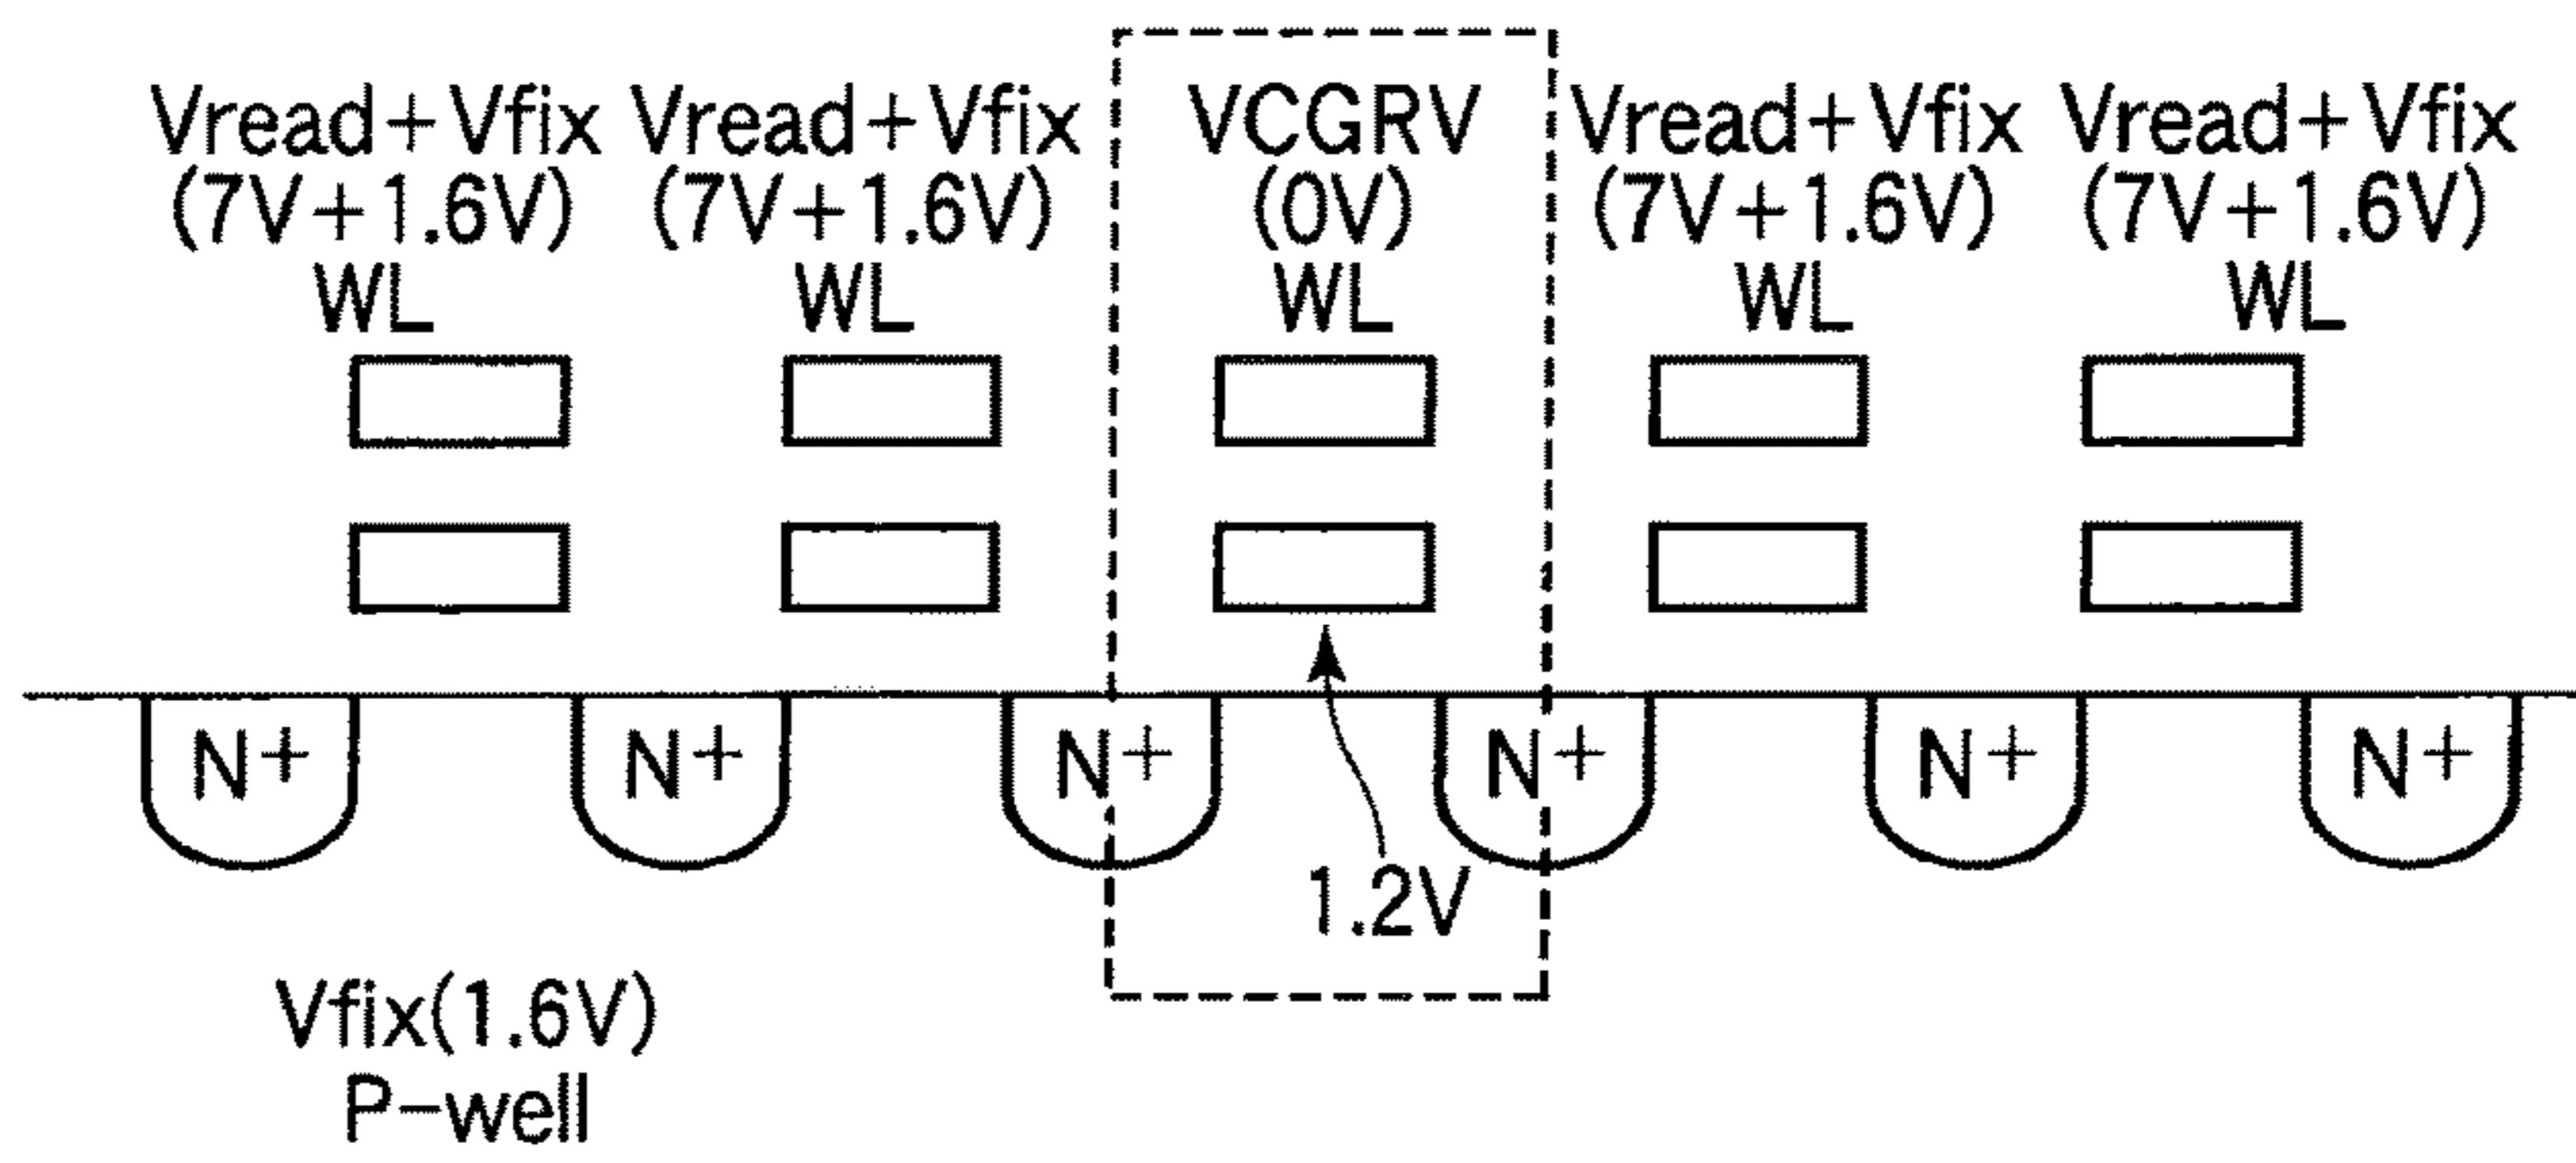 Vread+Vfix Vread+Vfix VCGRV Vread+Vfix Vread+Vfix
(7V+1.6V) (7V+1.6V) (0V) (7V+1.6V) (7V+1.6V)
WL WL WL WL WL
N+ N+ N+ N+ N+ N+
1.2V
Vfix(1.6V)
P-well